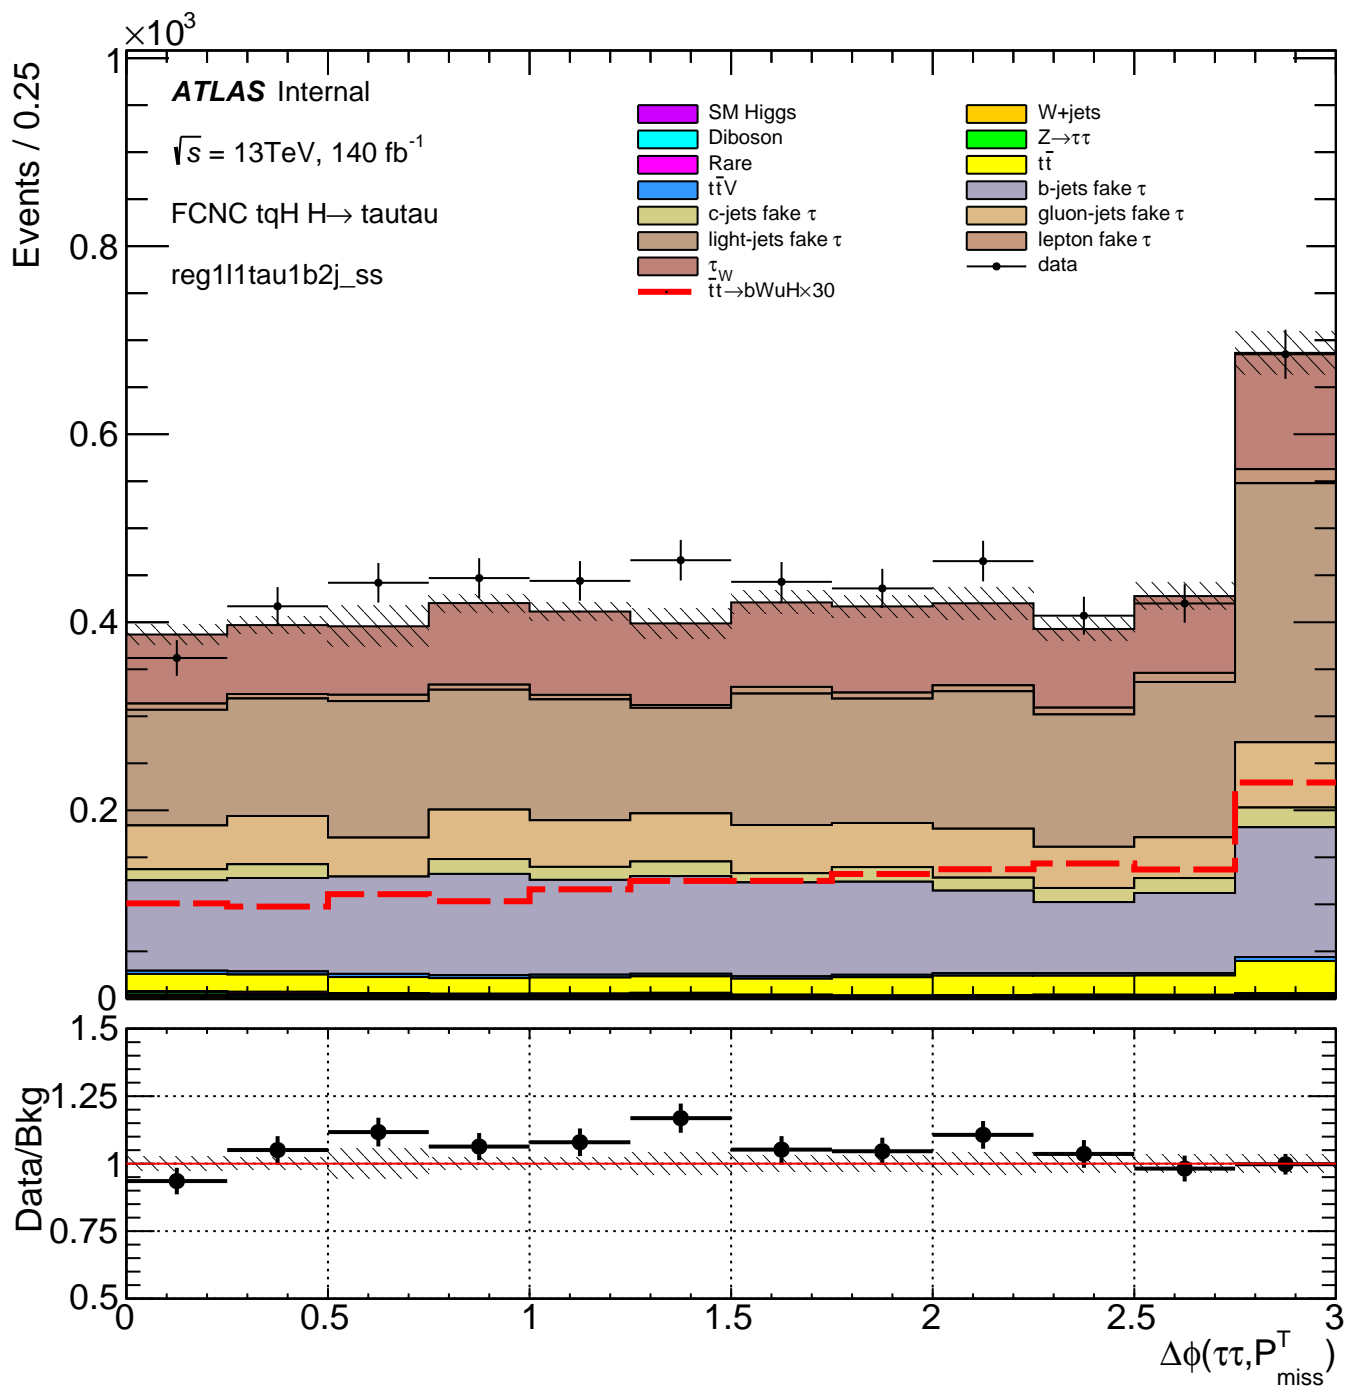 ×10³
Events / 0.25
1
0.8
0.6
0.4
0.2
0
ATLAS Internal
√s = 13TeV, 140 fb⁻¹
FCNC tqH H→ tautau
reg1l1tau1b2j_ss
SM Higgs
Diboson
Rare
tt̄V
c-jets fake τ
light-jets fake τ
τ_W
t̄t→bWuH×30
W+jets
Z→ττ
tt̄
b-jets fake τ
gluon-jets fake τ
lepton fake τ
data
Data/Bkg
1.5
1.25
1
0.75
0.5
0 0.5 1 1.5 2 2.5 3
Δϕ(ττ,P^T_miss)